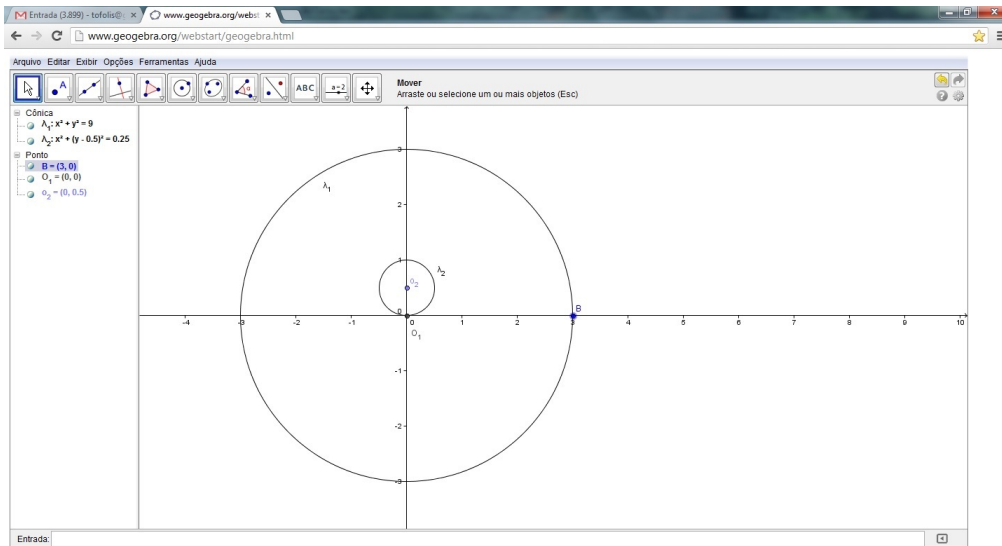 Entrada (3.899) - tofolis@
www.geogebra.org/webst
www.geogebra.org/webstart/geogebra.html
Arquivo Editar Exibir Opções Ferramentas Ajuda
A
ABC
a=2
Mover
Arraste ou selecione um ou mais objetos (Esc)
Cônica
λ₁: x² + y² = 9
λ₂: x² + (y - 0.5)² = 0.25
Ponto
B = (3, 0)
O₁ = (0, 0)
o₂ = (0, 0.5)
3
λ₁
2
1
λ₂
o₂
0
B
-4 -3 -2 -1 0 1 2 3 4 5 6 7 8 9 10
O₁
-1
-2
-3
Entrada: